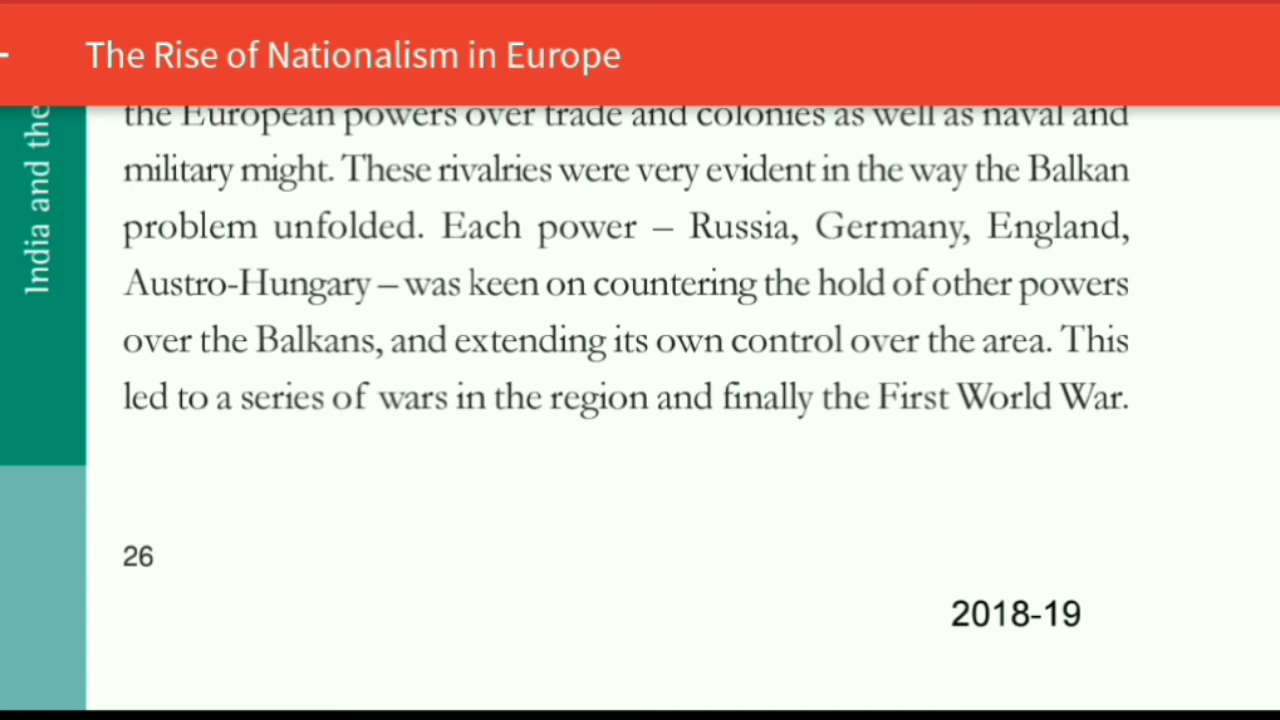 The Rise of Nationalism in Europe
India and the
the European powers over trade and colonies as well as naval and
military might. These rivalries were very evident in the way the Balkan
problem unfolded. Each power – Russia, Germany, England,
Austro-Hungary – was keen on countering the hold of other powers
over the Balkans, and extending its own control over the area. This
led to a series of wars in the region and finally the First World War.
26
2018-19